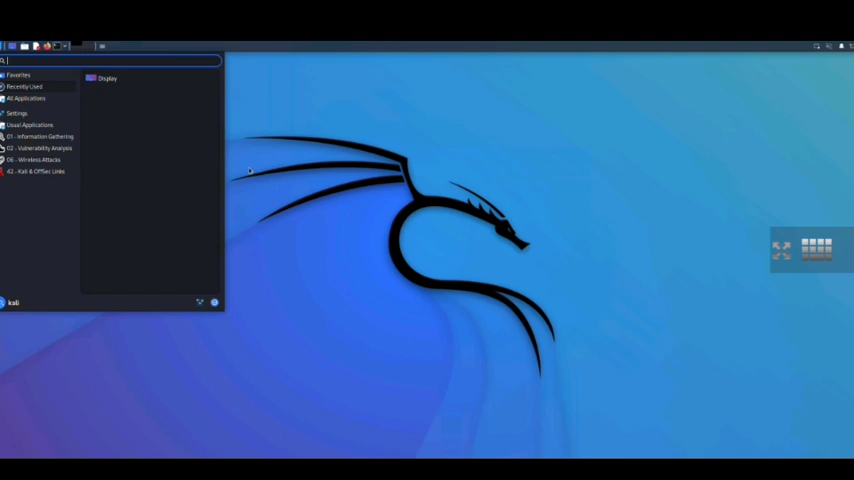 Favorites
Recently Used
All Applications
Settings
Usual Applications
01 - Information Gathering
02 - Vulnerability Analysis
06 - Wireless Attacks
42 - Kali & OffSec Links
Display
kali